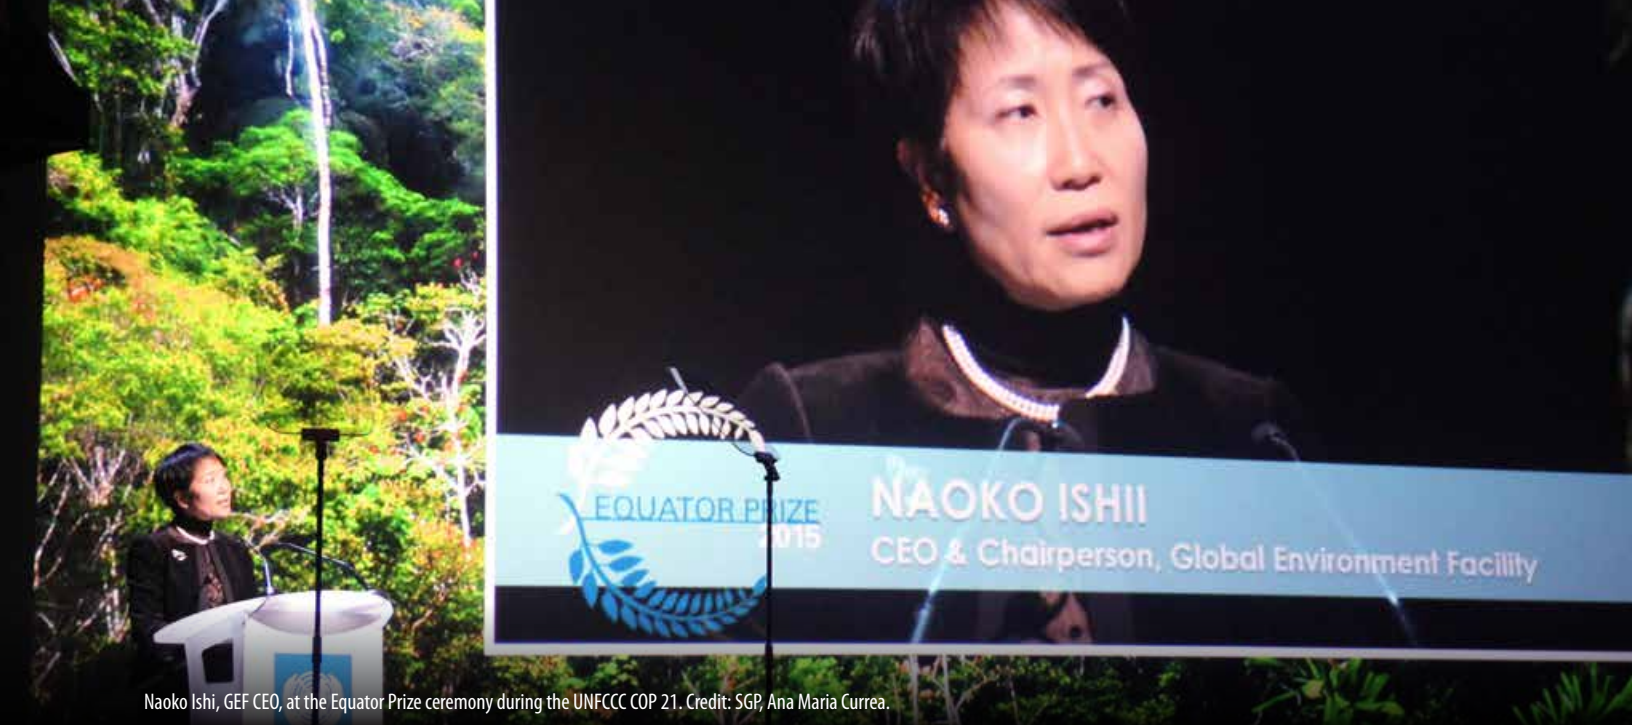 EQUATOR PRIZE
2015
NAOKO ISHII
CEO & Chairperson, Global Environment Facility
Naoko Ishi, GEF CEO, at the Equator Prize ceremony during the UNFCCC COP 21. Credit: SGP, Ana Maria Currea.